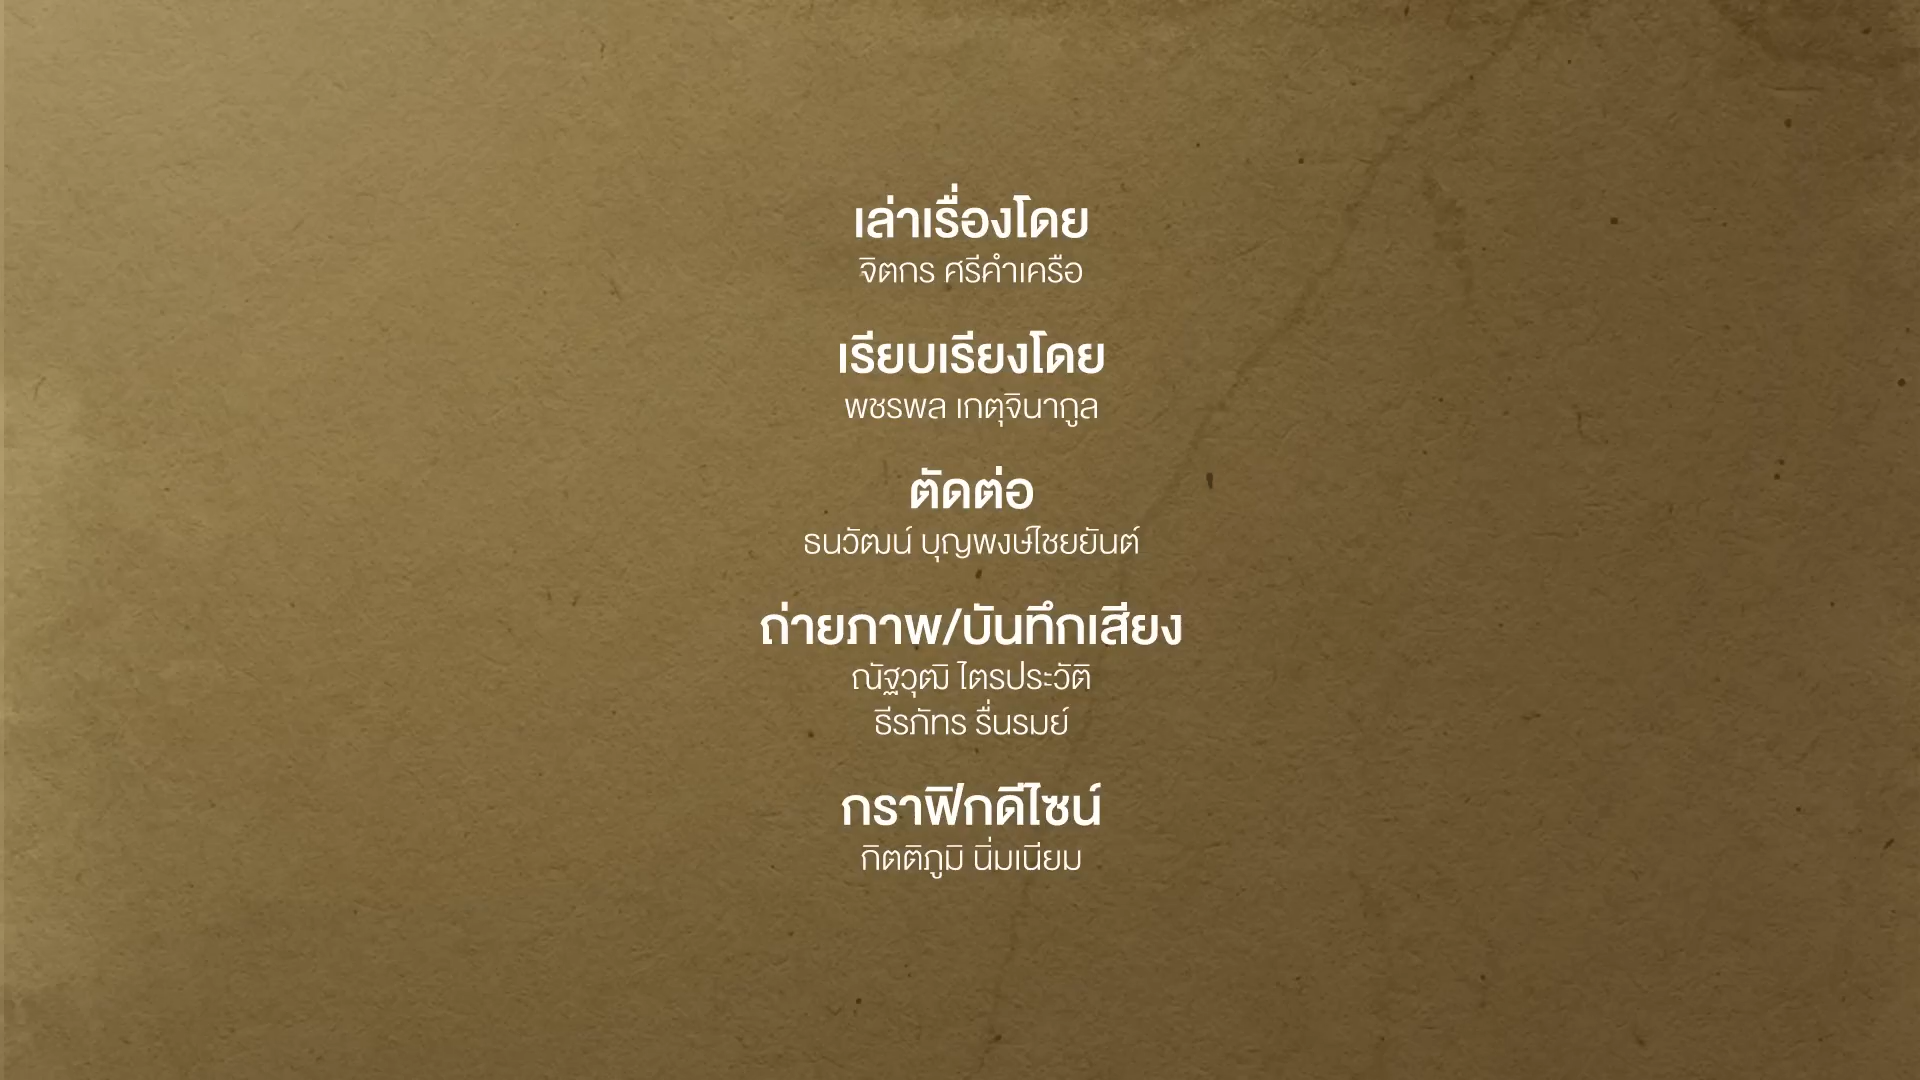 เล่าเรื่องโดย
จิตกร ศรีคำเครือ
เรียบเรียงโดย
พชรพล เกตุจินากูล
ตัดต่อ
ธนวัฒน์ บุญพงษ์ไชยยันต์
ถ่ายภาพ/บันทึกเสียง
ณัฐวุฒิ ไตรประวัติ
ธีรภัทร รื่นรมย์
กราฟิกดีไซน์
กิตติภูมิ นิ่มเนียม